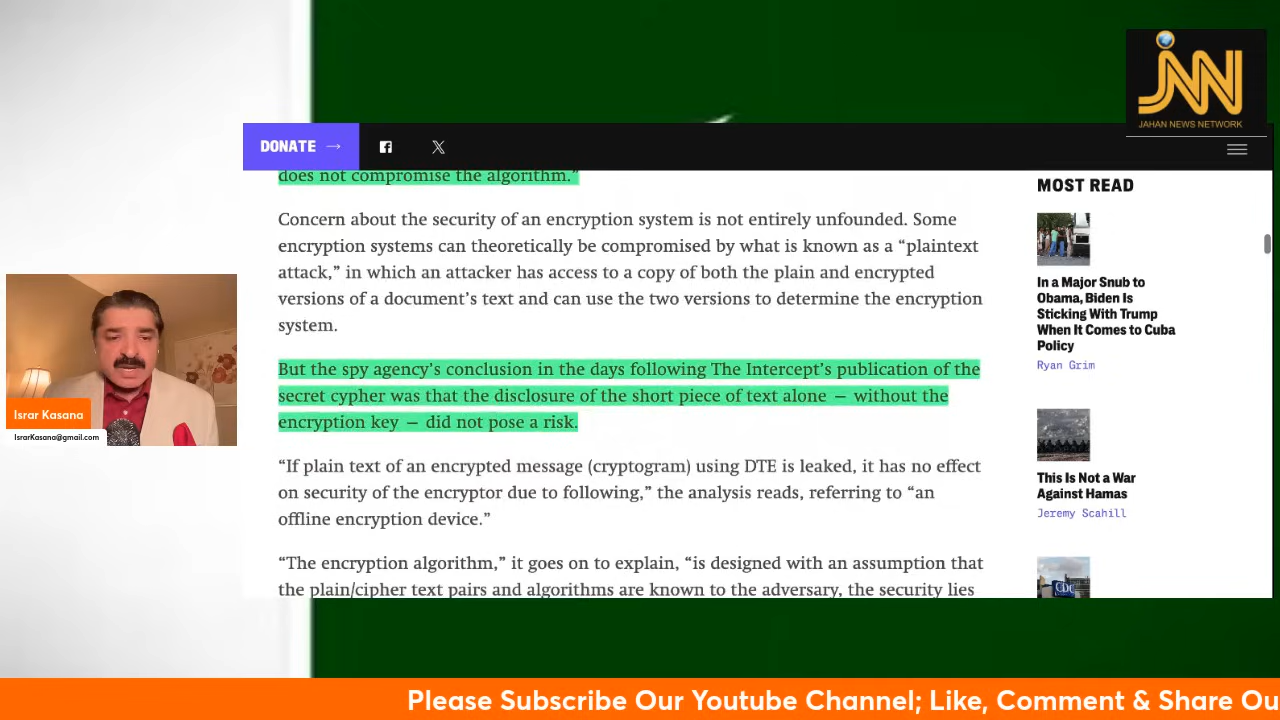 JNN
JAHAN NEWS NETWORK
DONATE →
does not compromise the algorithm.”
Concern about the security of an encryption system is not entirely unfounded. Some
encryption systems can theoretically be compromised by what is known as a “plaintext
attack,” in which an attacker has access to a copy of both the plain and encrypted
versions of a document’s text and can use the two versions to determine the encryption
system.
But the spy agency’s conclusion in the days following The Intercept’s publication of the
secret cypher was that the disclosure of the short piece of text alone — without the
encryption key — did not pose a risk.
“If plain text of an encrypted message (cryptogram) using DTE is leaked, it has no effect
on security of the encryptor due to following,” the analysis reads, referring to “an
offline encryption device.”
“The encryption algorithm,” it goes on to explain, “is designed with an assumption that
the plain/cipher text pairs and algorithms are known to the adversary, the security lies
MOST READ
In a Major Snub to
Obama, Biden Is
Sticking With Trump
When It Comes to Cuba
Policy
Ryan Grim
This Is Not a War
Against Hamas
Jeremy Scahill
CDC
Israr Kasana
IsrarKasana@gmail.com
Please Subscribe Our Youtube Channel; Like, Comment & Share Ou